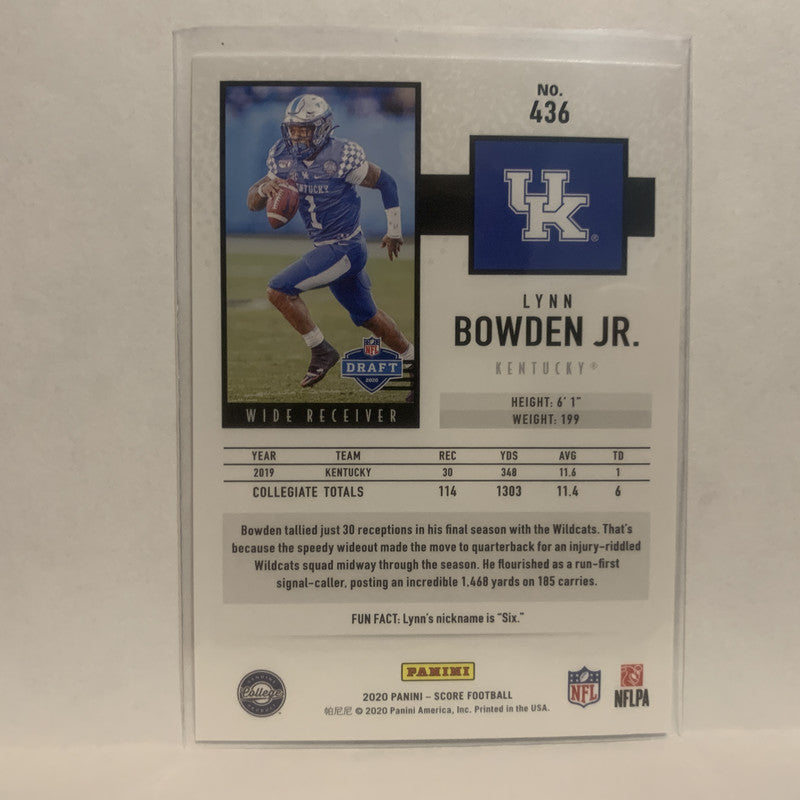 No.
436
KENTUCKY
1
UK®
LYNN
BOWDEN JR.
KENTUCKY®
NFL
DRAFT
2020
WIDE RECEIVER
HEIGHT: 6' 1"
WEIGHT: 199
YEAR TEAM REC YDS AVG TD
2019 KENTUCKY 30 348 11.6 1
COLLEGIATE TOTALS 114 1303 11.4 6
Bowden tallied just 30 receptions in his final season with the Wildcats. That's
because the speedy wideout made the move to quarterback for an injury-riddled
Wildcats squad midway through the season. He flourished as a run-first
signal-caller, posting an incredible 1,468 yards on 185 carries.
FUN FACT: Lynn's nickname is "Six."
PANINI
College
2020 PANINI – SCORE FOOTBALL
帕尼尼 © 2020 Panini America, Inc. Printed in the USA.
NFL
NFLPA